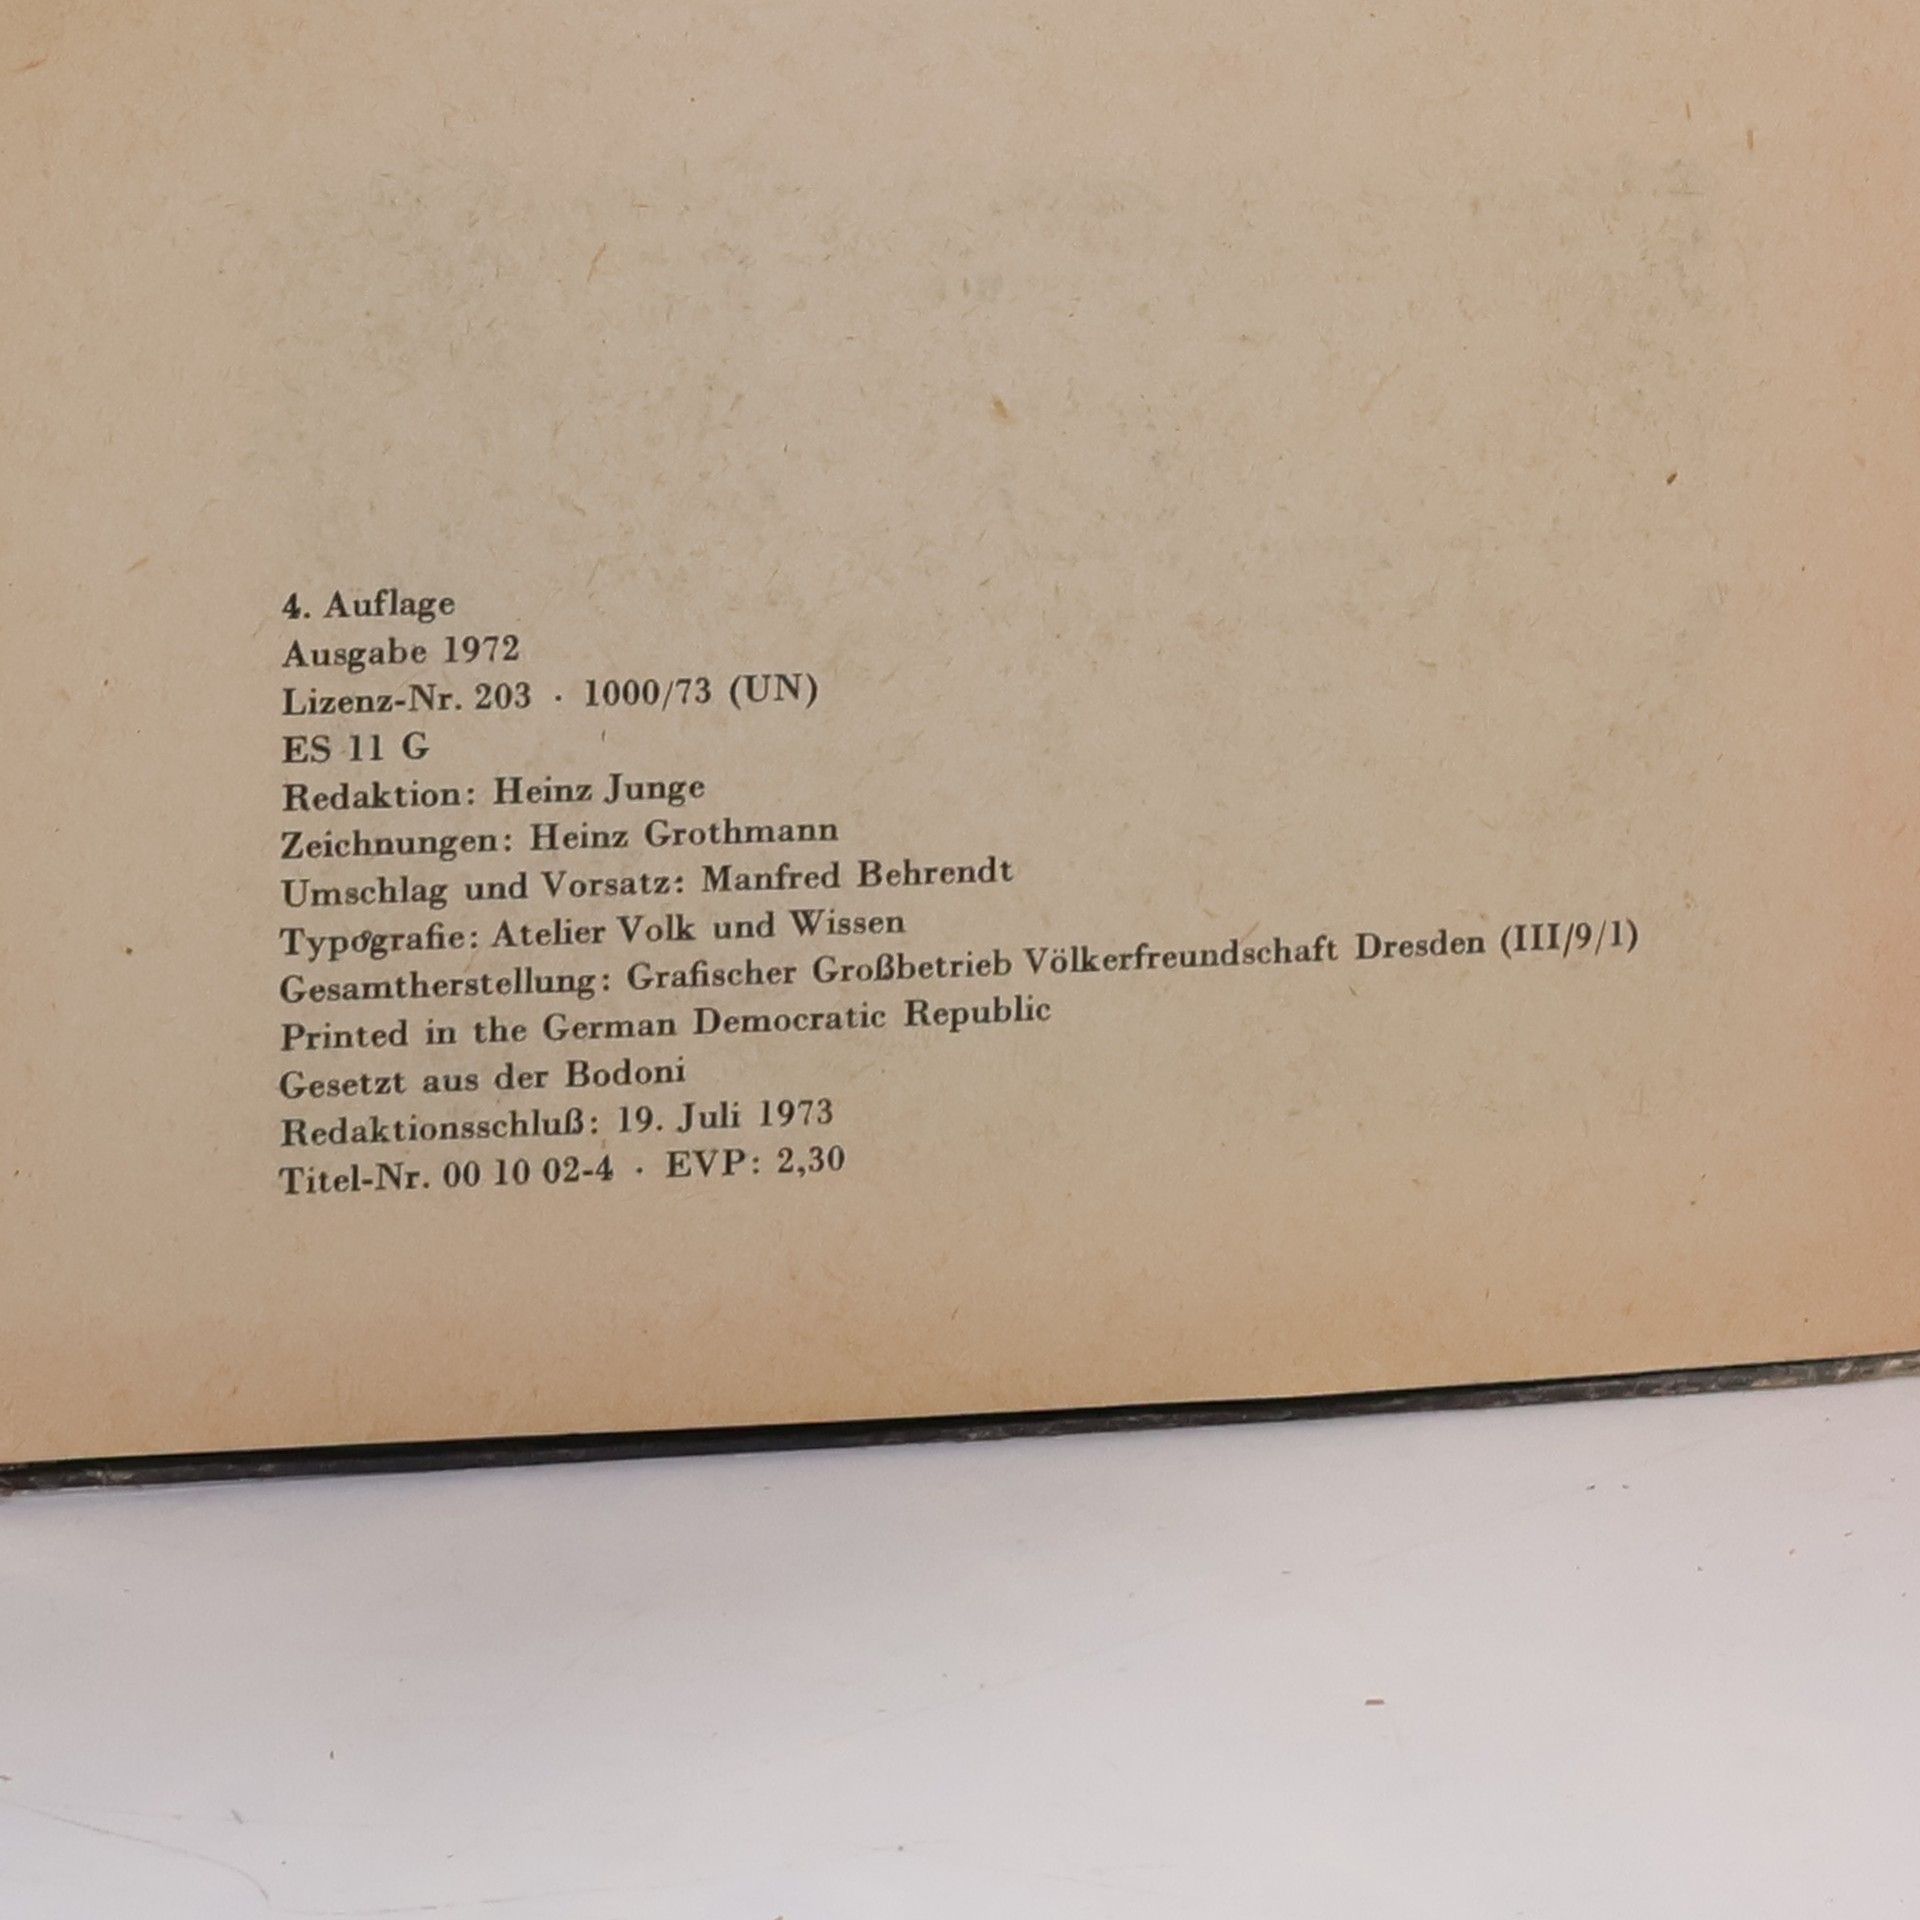 4. Auflage
Ausgabe 1972
Lizenz-Nr. 203 · 1000/73 (UN)
ES 11 G
Redaktion: Heinz Junge
Zeichnungen: Heinz Grothmann
Umschlag und Vorsatz: Manfred Behrendt
Typografie: Atelier Volk und Wissen
Gesamtherstellung: Grafischer Großbetrieb Völkerfreundschaft Dresden (III/9/1)
Printed in the German Democratic Republic
Gesetzt aus der Bodoni
Redaktionsschluß: 19. Juli 1973
Titel-Nr. 00 10 02-4 · EVP: 2,30